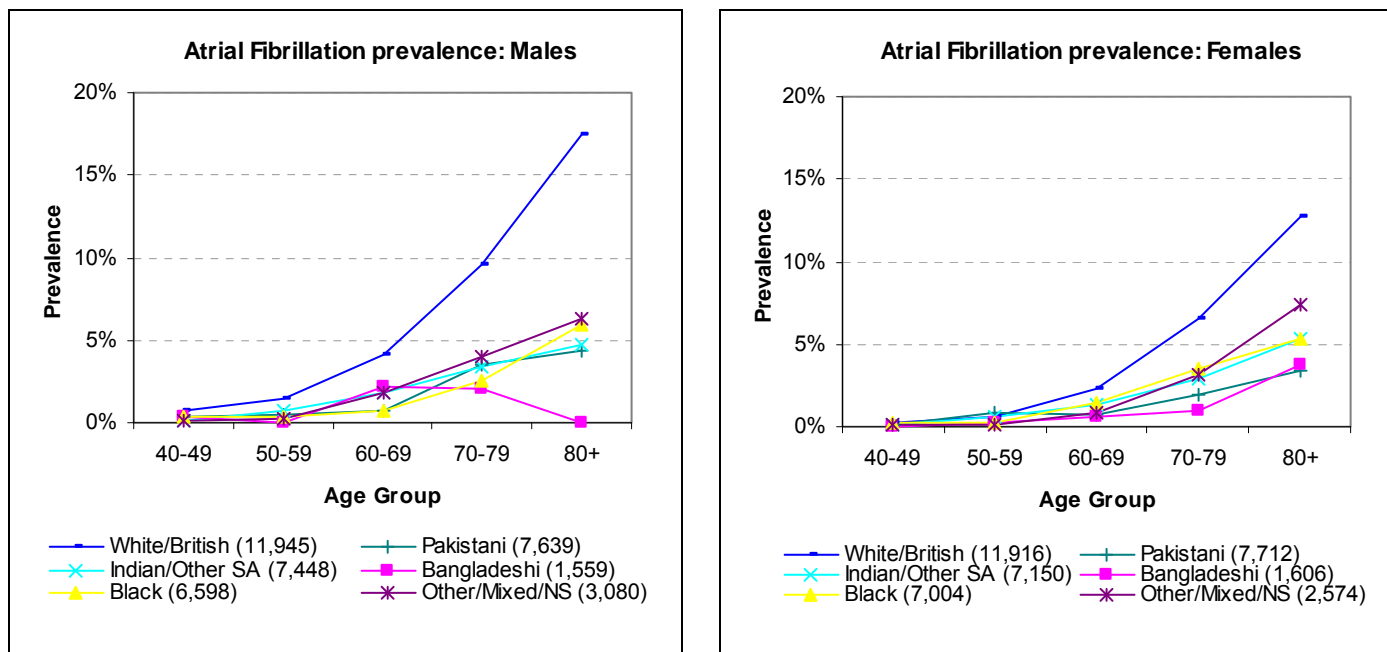 Atrial Fibrillation prevalence: Males
20%
15%
10%
5%
0%
Prevalence
40-49 50-59 60-69 70-79 80+
Age Group
White/British (11,945) Pakistani (7,639)
Indian/Other SA (7,448) Bangladeshi (1,559)
Black (6,598) Other/Mixed/NS (3,080)
Atrial Fibrillation prevalence: Females
20%
15%
10%
5%
0%
Prevalence
40-49 50-59 60-69 70-79 80+
Age Group
White/British (11,916) Pakistani (7,712)
Indian/Other SA (7,150) Bangladeshi (1,606)
Black (7,004) Other/Mixed/NS (2,574)